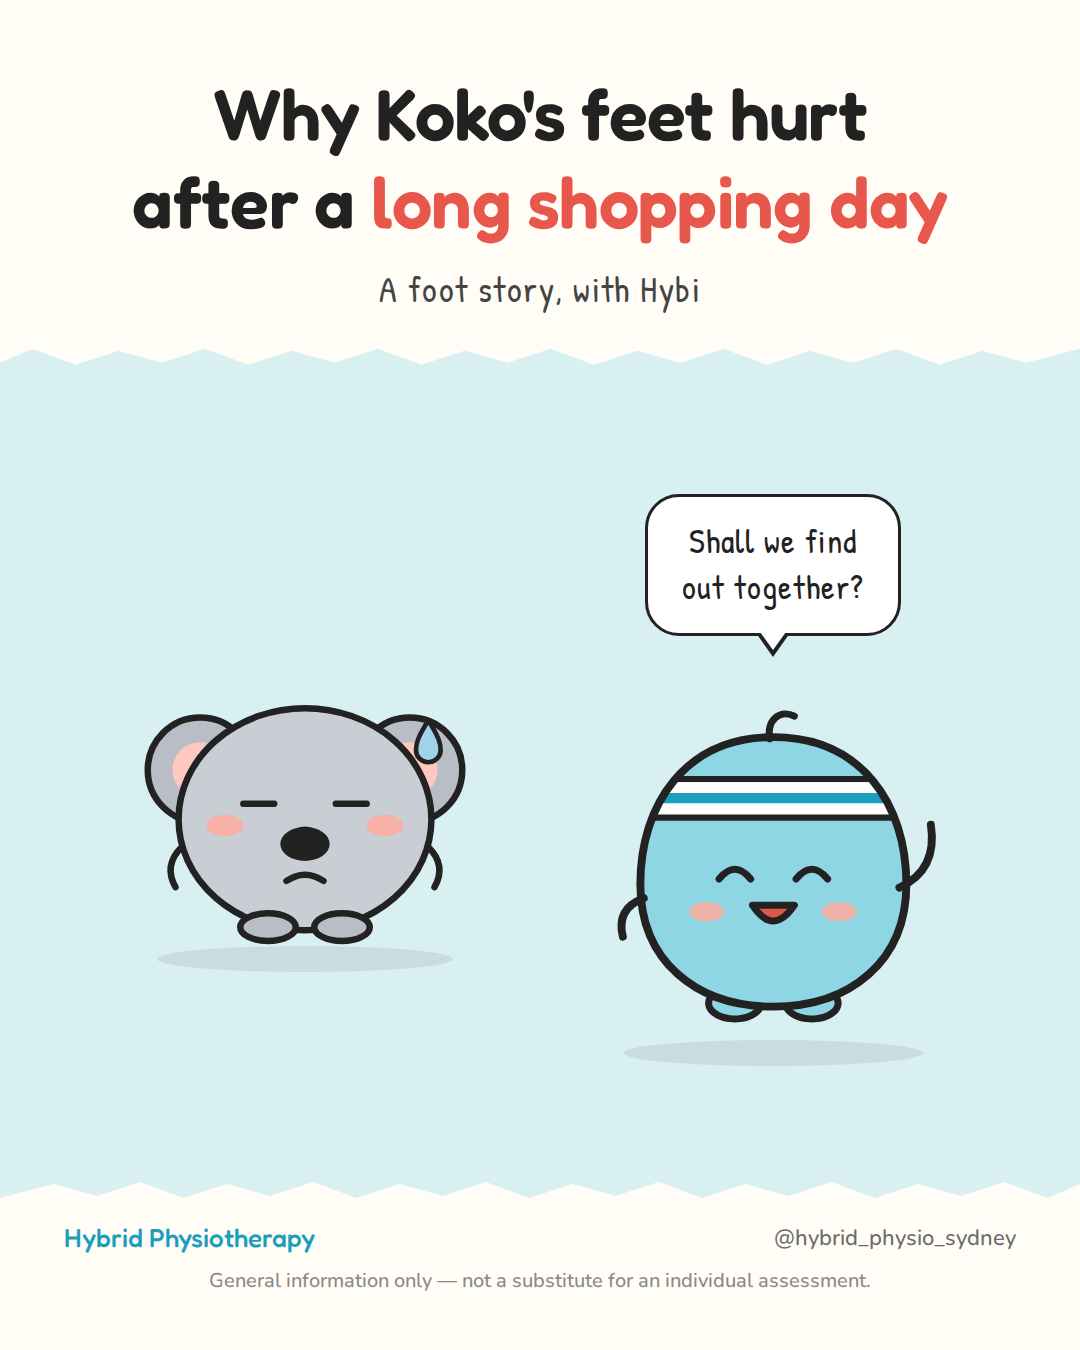 Why Koko's feet hurt
after a long shopping day
A foot story, with Hybi
Shall we find
out together?
Hybrid Physiotherapy
@hybrid_physio_sydney
General information only — not a substitute for an individual assessment.